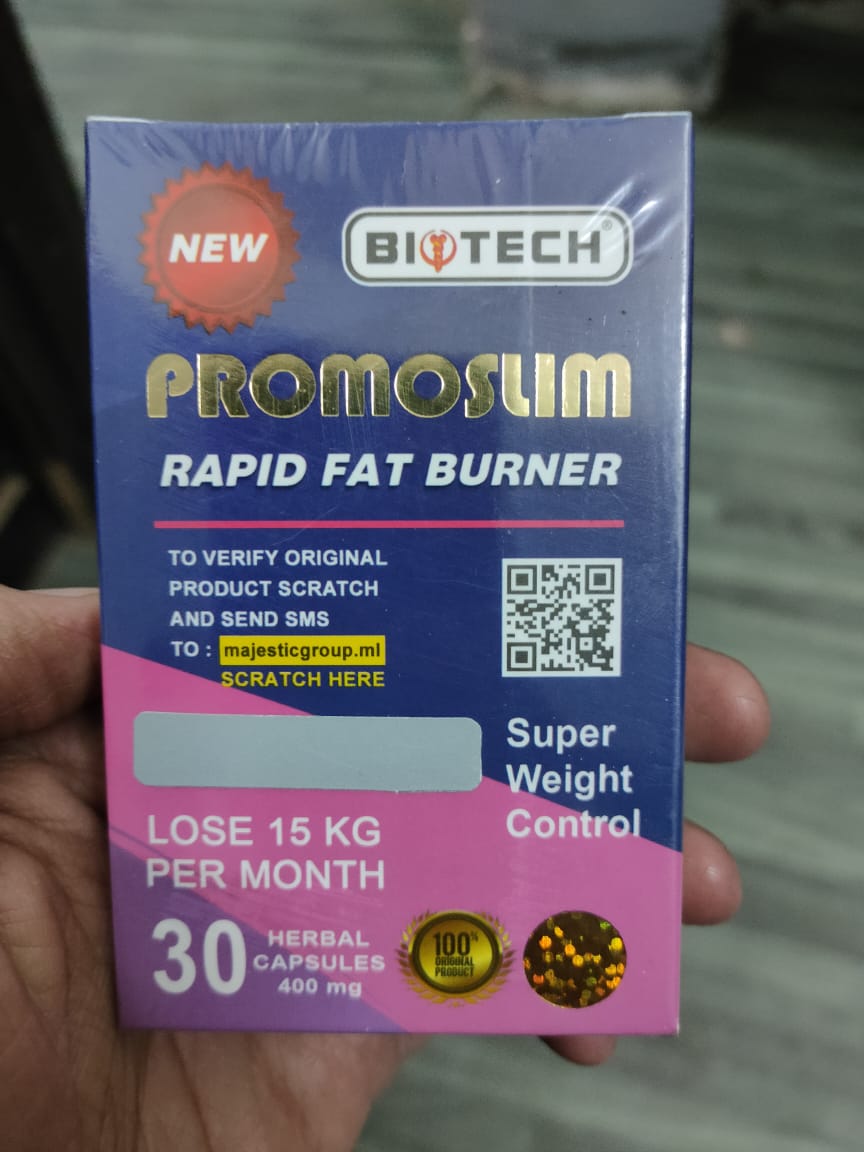 NEW
BIOTECH®
PROMOSLIM
RAPID FAT BURNER
TO VERIFY ORIGINAL
PRODUCT SCRATCH
AND SEND SMS
TO : majesticgroup.ml
SCRATCH HERE
Super
Weight
Control
LOSE 15 KG
PER MONTH
30 HERBAL
CAPSULES
400 mg
100%
ORIGINAL
PRODUCT